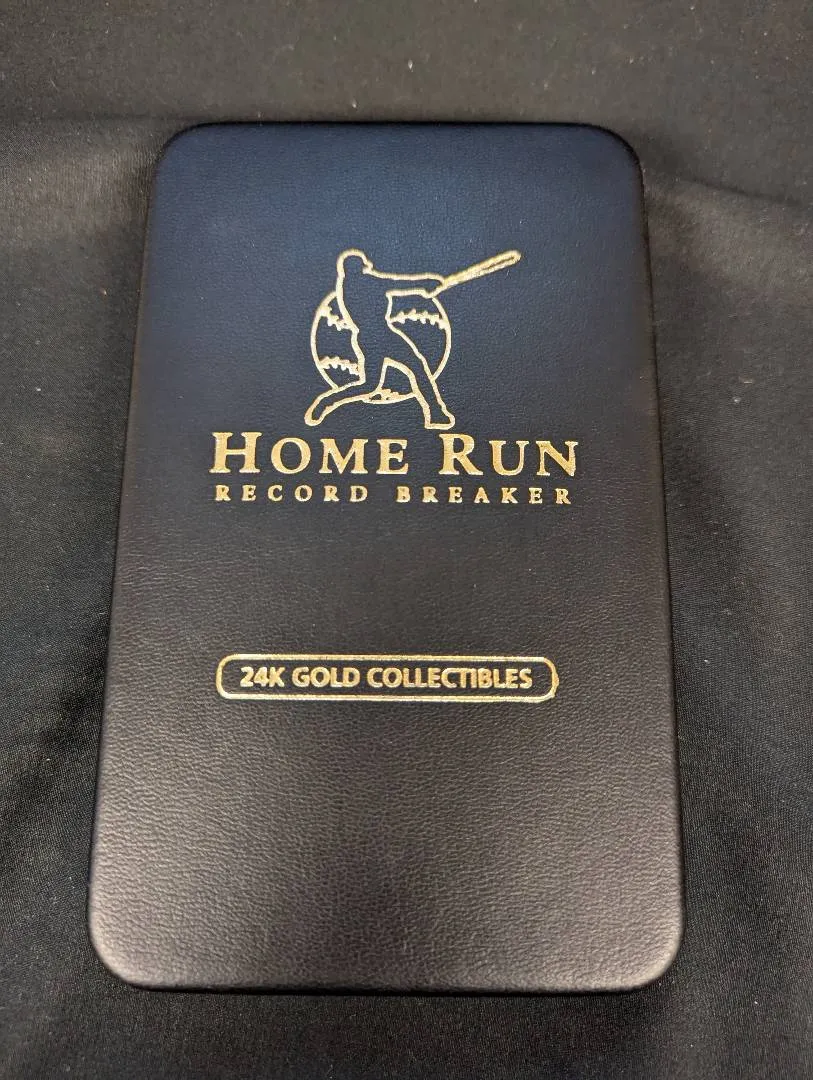 HOME RUN
RECORD BREAKER
24K GOLD COLLECTIBLES